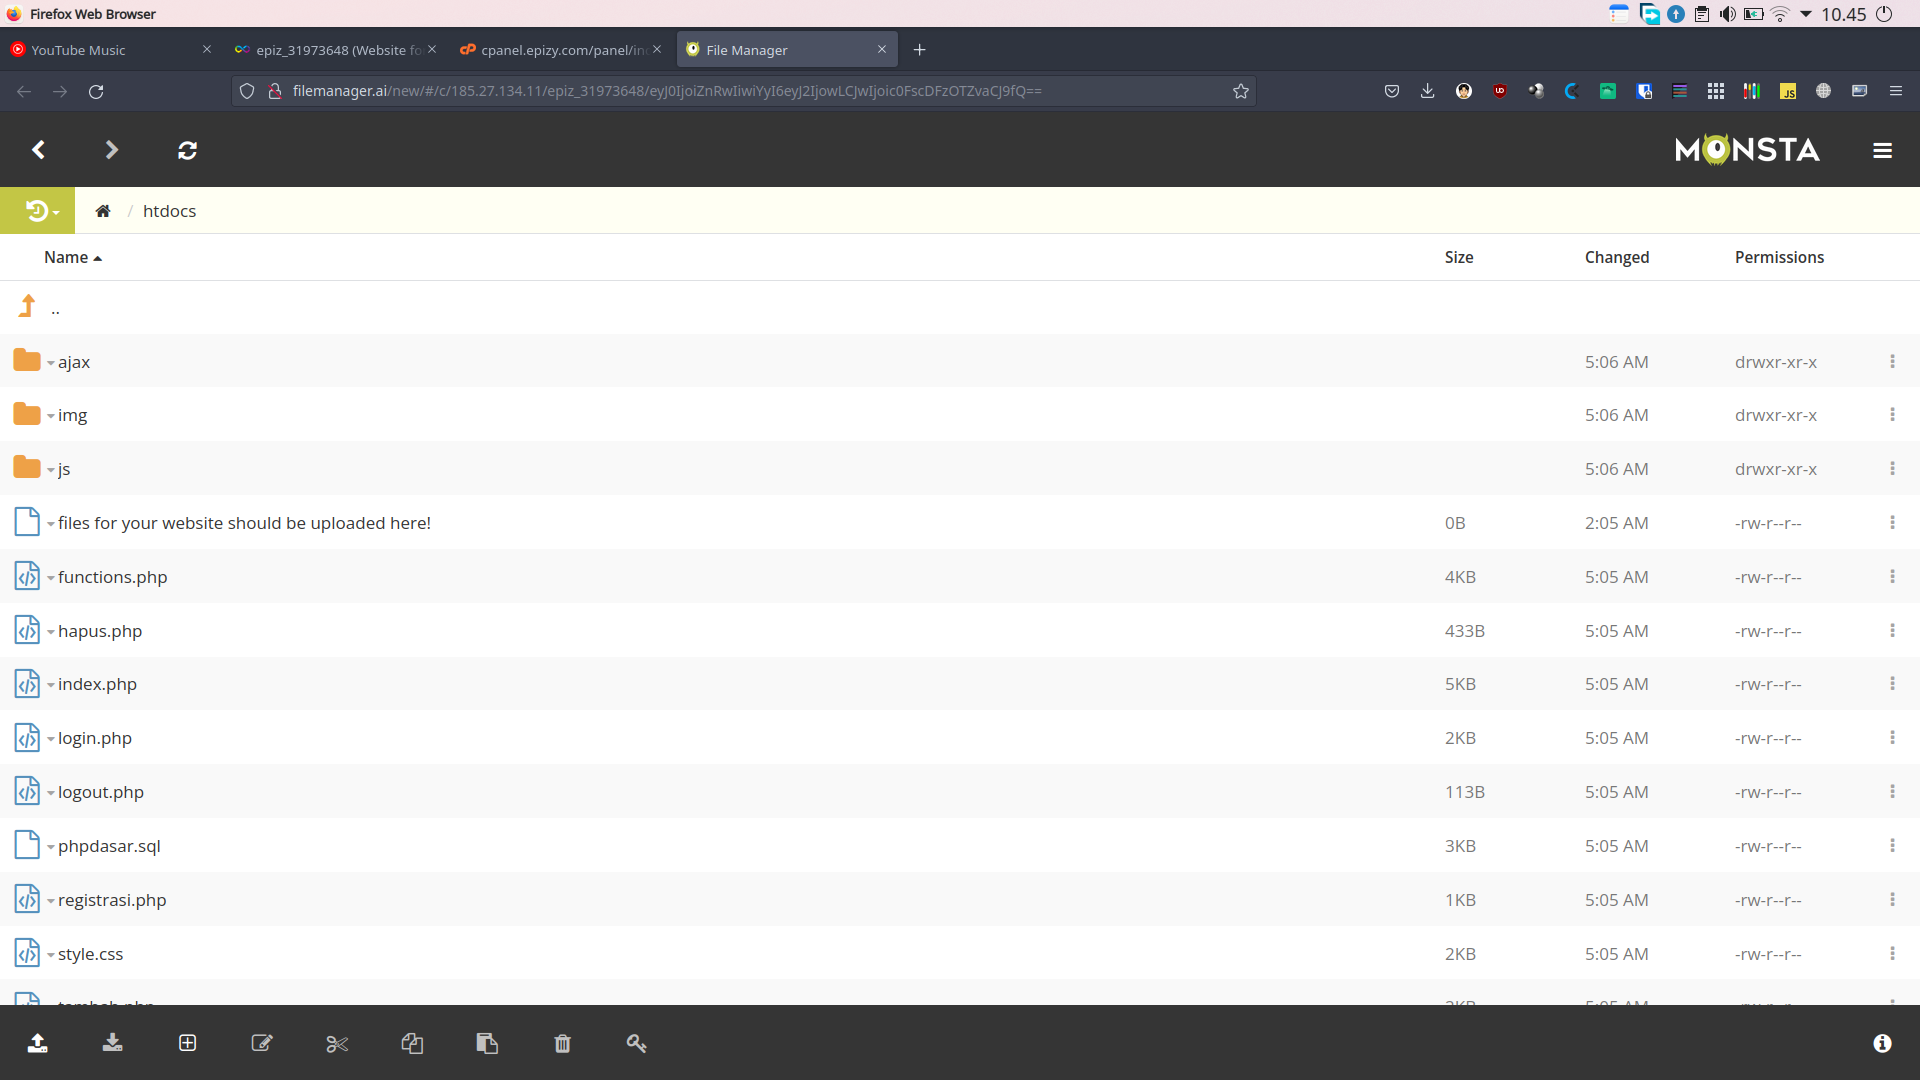 Firefox Web Browser
10.45
YouTube Music
epiz_31973648 (Website fo
cpanel.epizy.com/panel/in
File Manager
filemanager.ai/new/#/c/185.27.134.11/epiz_31973648/eyJ0IjoiZnRwIiwiYyI6eyJ2IjowLCJwIjoic0FscDFzOTZvaCJ9fQ==
JS
MONSTA
/ htdocs
Name Size Changed Permissions
..
ajax 5:06 AM drwxr-xr-x
img 5:06 AM drwxr-xr-x
js 5:06 AM drwxr-xr-x
files for your website should be uploaded here! 0B 2:05 AM -rw-r--r--
functions.php 4KB 5:05 AM -rw-r--r--
hapus.php 433B 5:05 AM -rw-r--r--
index.php 5KB 5:05 AM -rw-r--r--
login.php 2KB 5:05 AM -rw-r--r--
logout.php 113B 5:05 AM -rw-r--r--
phpdasar.sql 3KB 5:05 AM -rw-r--r--
registrasi.php 1KB 5:05 AM -rw-r--r--
style.css 2KB 5:05 AM -rw-r--r--